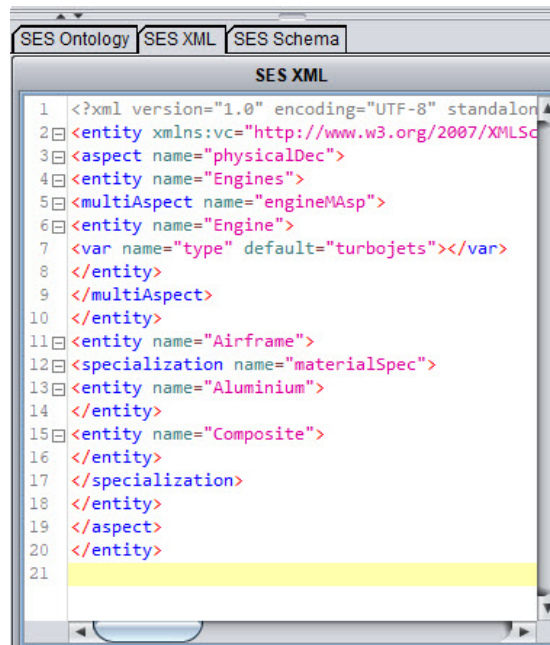 SES Ontology SES XML SES Schema
SES XML
1 <?xml version="1.0" encoding="UTF-8" standalon
2 <entity xmlns:vc="http://www.w3.org/2007/XMLSc
3 <aspect name="physicalDec">
4 <entity name="Engines">
5 <multiAspect name="engineMAsp">
6 <entity name="Engine">
7 <var name="type" default="turbojets"></var>
8 </entity>
9 </multiAspect>
10 </entity>
11 <entity name="Airframe">
12 <specialization name="materialSpec">
13 <entity name="Aluminium">
14 </entity>
15 <entity name="Composite">
16 </entity>
17 </specialization>
18 </entity>
19 </aspect>
20 </entity>
21